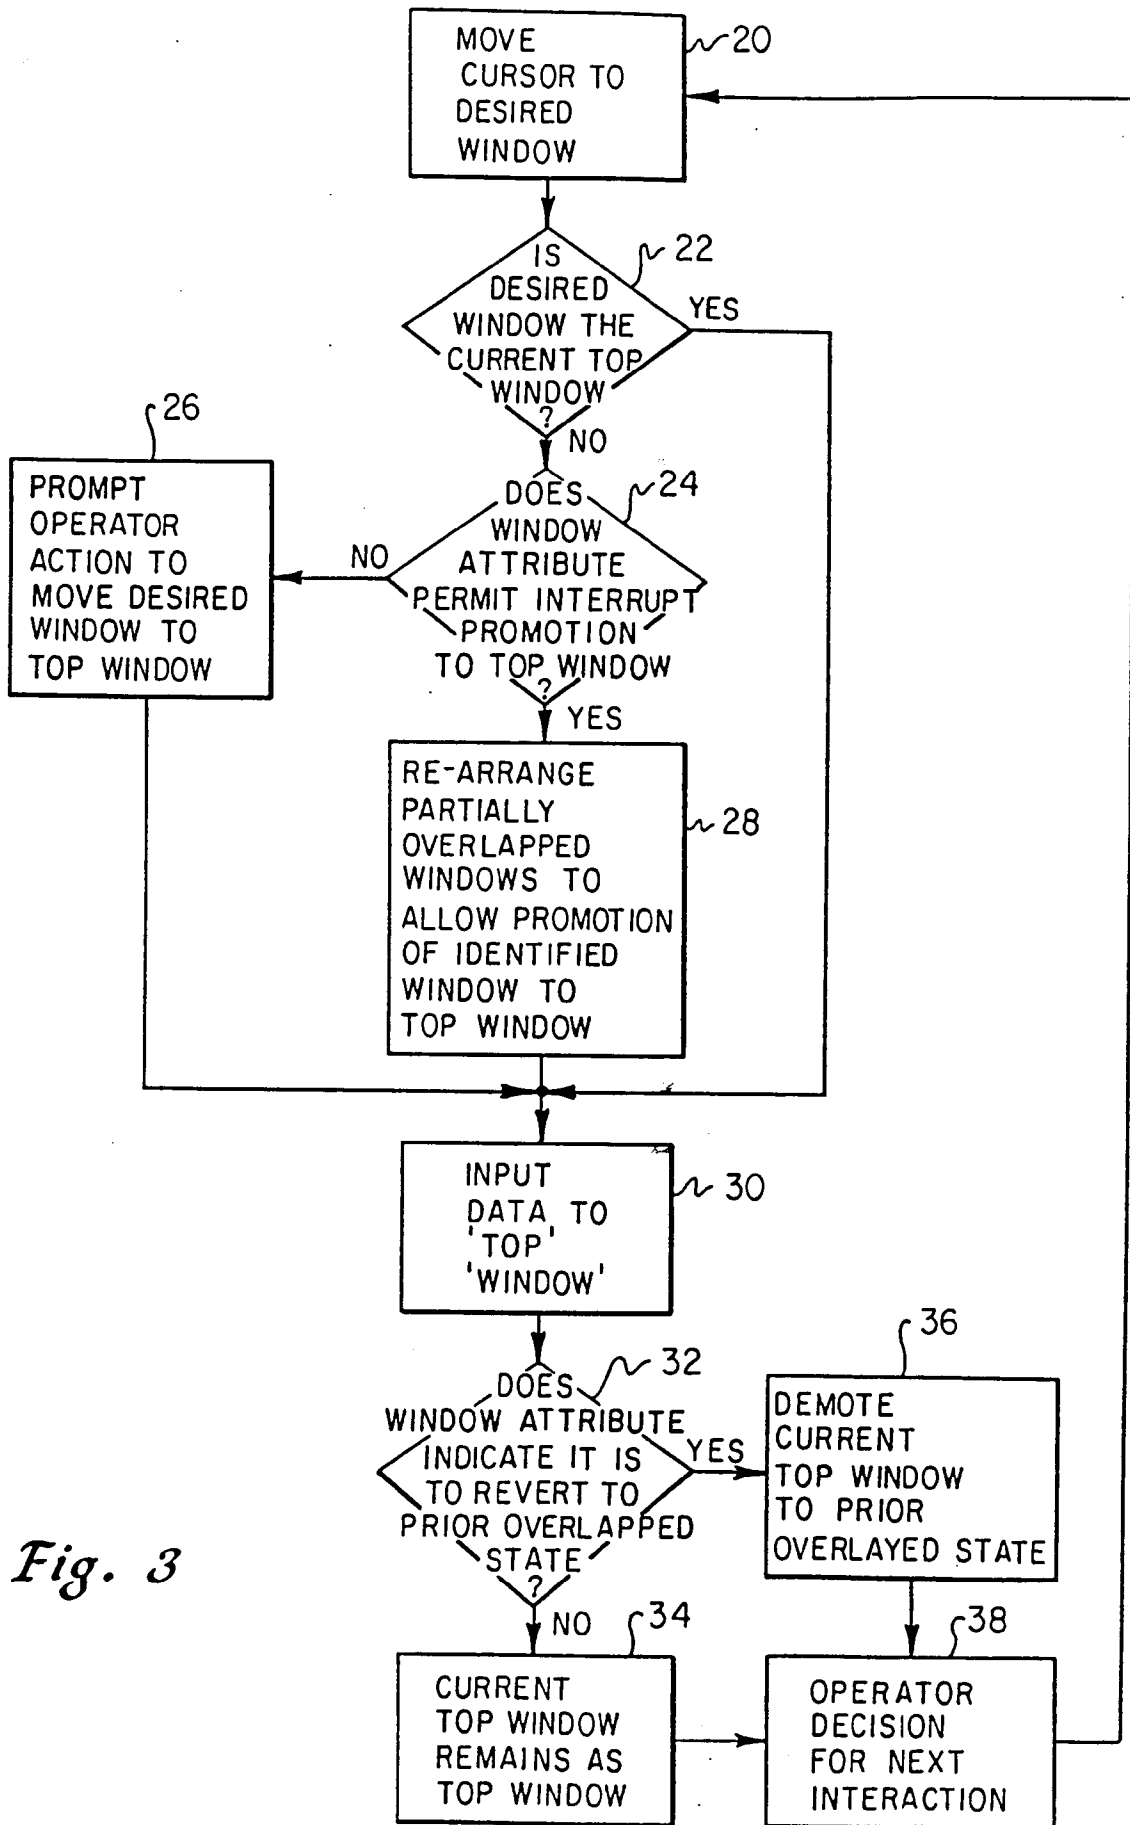 MOVE
CURSOR TO
DESIRED
WINDOW
20
IS
DESIRED
WINDOW THE
CURRENT TOP
WINDOW
?
22
YES
NO
26
PROMPT
OPERATOR
ACTION TO
MOVE DESIRED
WINDOW TO
TOP WINDOW
NO
DOES
WINDOW
ATTRIBUTE
PERMIT INTERRUPT
PROMOTION
TO TOP WINDOW
?
24
YES
RE-ARRANGE
PARTIALLY
OVERLAPPED
WINDOWS TO
ALLOW PROMOTION
OF IDENTIFIED
WINDOW TO
TOP WINDOW
28
INPUT
DATA TO
'TOP'
'WINDOW'
30
DOES
WINDOW ATTRIBUTE
INDICATE IT IS
TO REVERT TO
PRIOR OVERLAPPED
STATE
?
32
YES
NO
36
DEMOTE
CURRENT
TOP WINDOW
TO PRIOR
OVERLAYED STATE
34
CURRENT
TOP WINDOW
REMAINS AS
TOP WINDOW
38
OPERATOR
DECISION
FOR NEXT
INTERACTION
Fig. 3